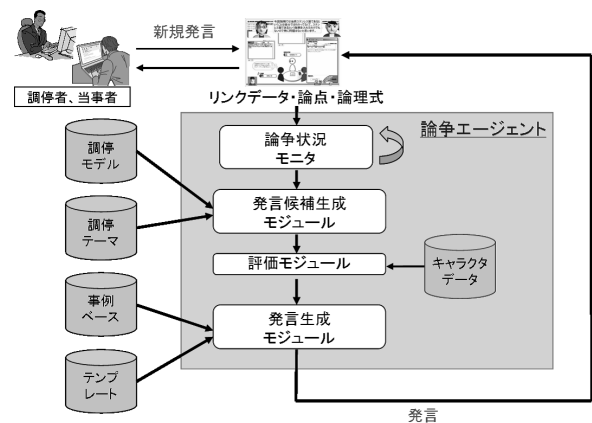 新規発言
調停者、当事者
リンクデータ・論点・論理式
論争エージェント
論争状況
モニタ
調停
モデル
発言候補生成
モジュール
調停
テーマ
評価モジュール
キャラクタ
データ
事例
ベース
発言生成
モジュール
テンプ
レート
発言